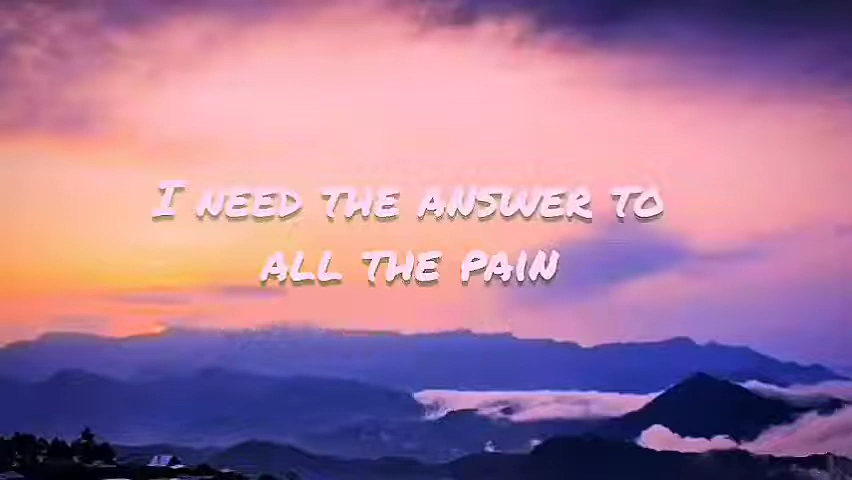 I NEED THE ANSWER TO
ALL THE PAIN